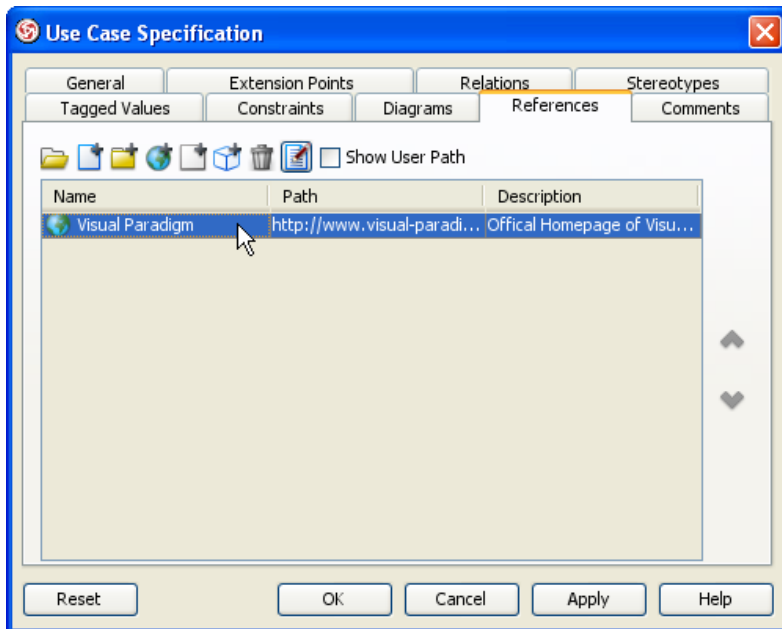 Use Case Specification
General Extension Points Relations Stereotypes
Tagged Values Constraints Diagrams References Comments
Show User Path
Name Path Description
Visual Paradigm http://www.visual-paradi... Offical Homepage of Visu...
Reset OK Cancel Apply Help